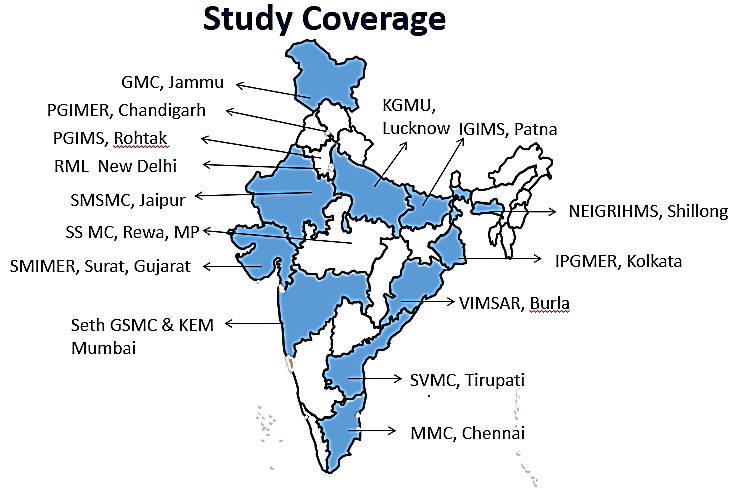 Study Coverage
GMC, Jammu
PGIMER, Chandigarh
PGIMS, Rohtak
RML New Delhi
SMSMC, Jaipur
SS MC, Rewa, MP
SMIMER, Surat, Gujarat
Seth GSMC & KEM
Mumbai
KGMU,
Lucknow
IGIMS, Patna
NEIGRIHMS, Shillong
IPGMER, Kolkata
VIMSAR, Burla
SVMC, Tirupati
MMC, Chennai